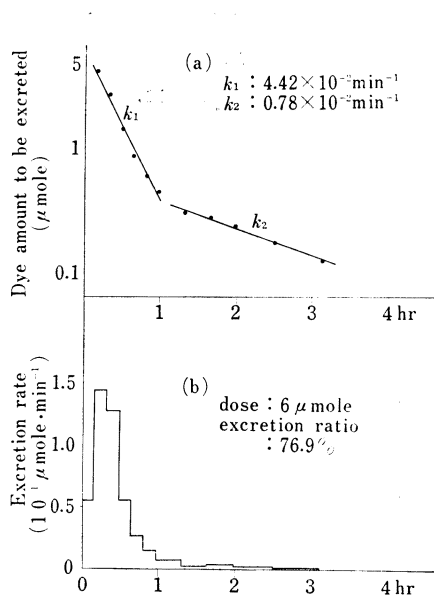 (a)
k₁ : 4.42×10⁻²min⁻¹
k₂ : 0.78×10⁻²min⁻¹
Dye amount to be excreted
(μmole)
5
1
0.1
k₁
k₂
1 2 3 4 hr
(b)
dose : 6 μmole
excretion ratio
: 76.9%
Excretion rate
(10⁻¹ μmole·min⁻¹)
1.5
1.0
0.5
0
0 1 2 3 4 hr